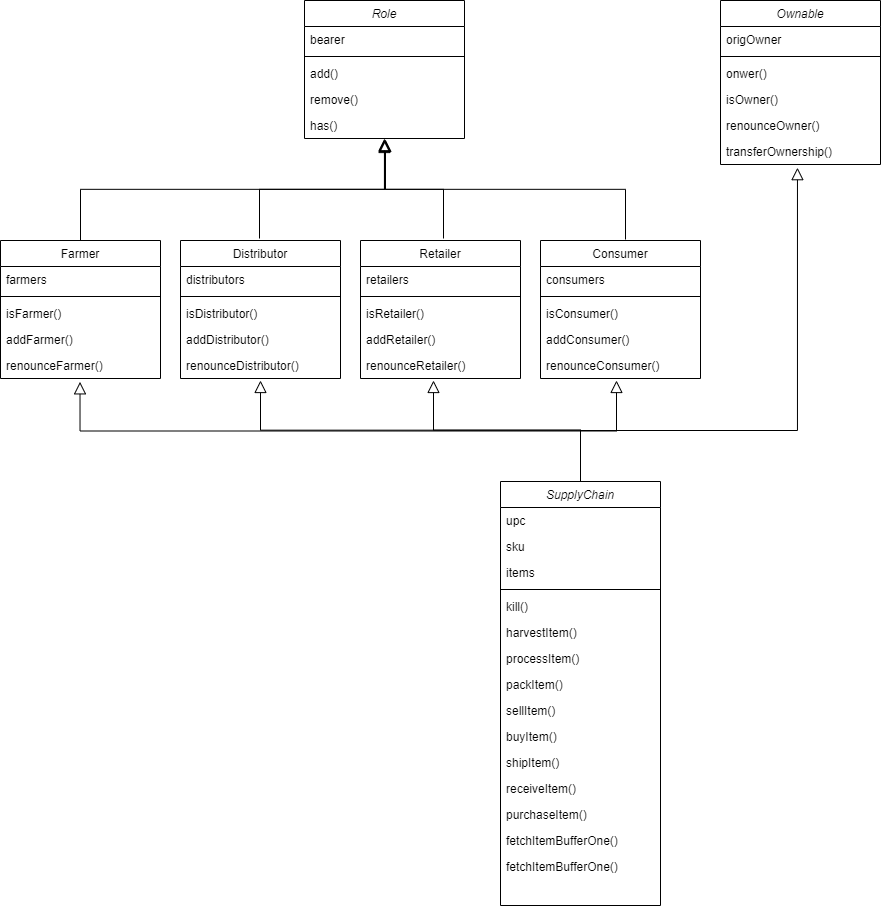 Role
bearer
add()
remove()
has()
Ownable
origOwner
onwer()
isOwner()
renounceOwner()
transferOwnership()
Farmer
farmers
isFarmer()
addFarmer()
renounceFarmer()
Distributor
distributors
isDistributor()
addDistributor()
renounceDistributor()
Retailer
retailers
isRetailer()
addRetailer()
renounceRetailer()
Consumer
consumers
isConsumer()
addConsumer()
renounceConsumer()
SupplyChain
upc
sku
items
kill()
harvestItem()
processItem()
packItem()
sellItem()
buyItem()
shipItem()
receiveItem()
purchaseItem()
fetchItemBufferOne()
fetchItemBufferOne()